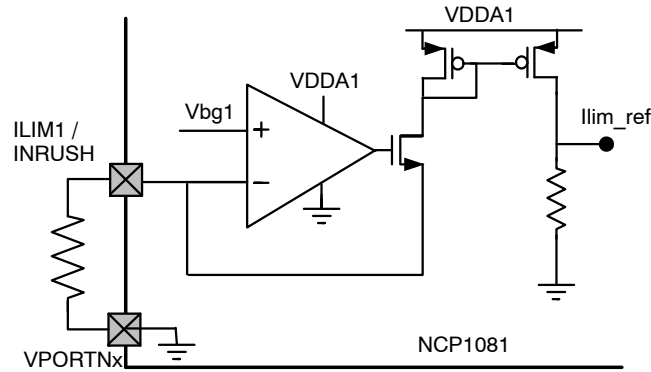 VDDA1
VDDA1
Vbg1
Ilim_ref
ILIM1 /
INRUSH
+
−
NCP1081
VPORTNx